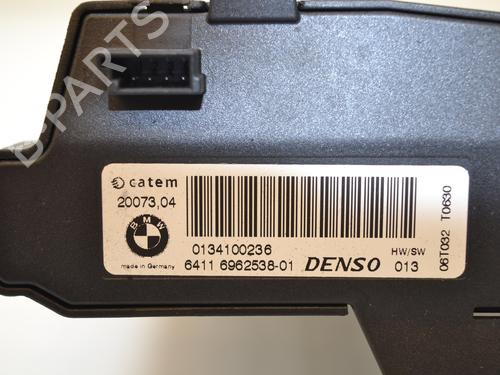 B-PARTS
catem
20073,04
BMW
made in Germany
0134100236
6411 6962538-01
DENSO
HW/SW
013
06T032 T0630